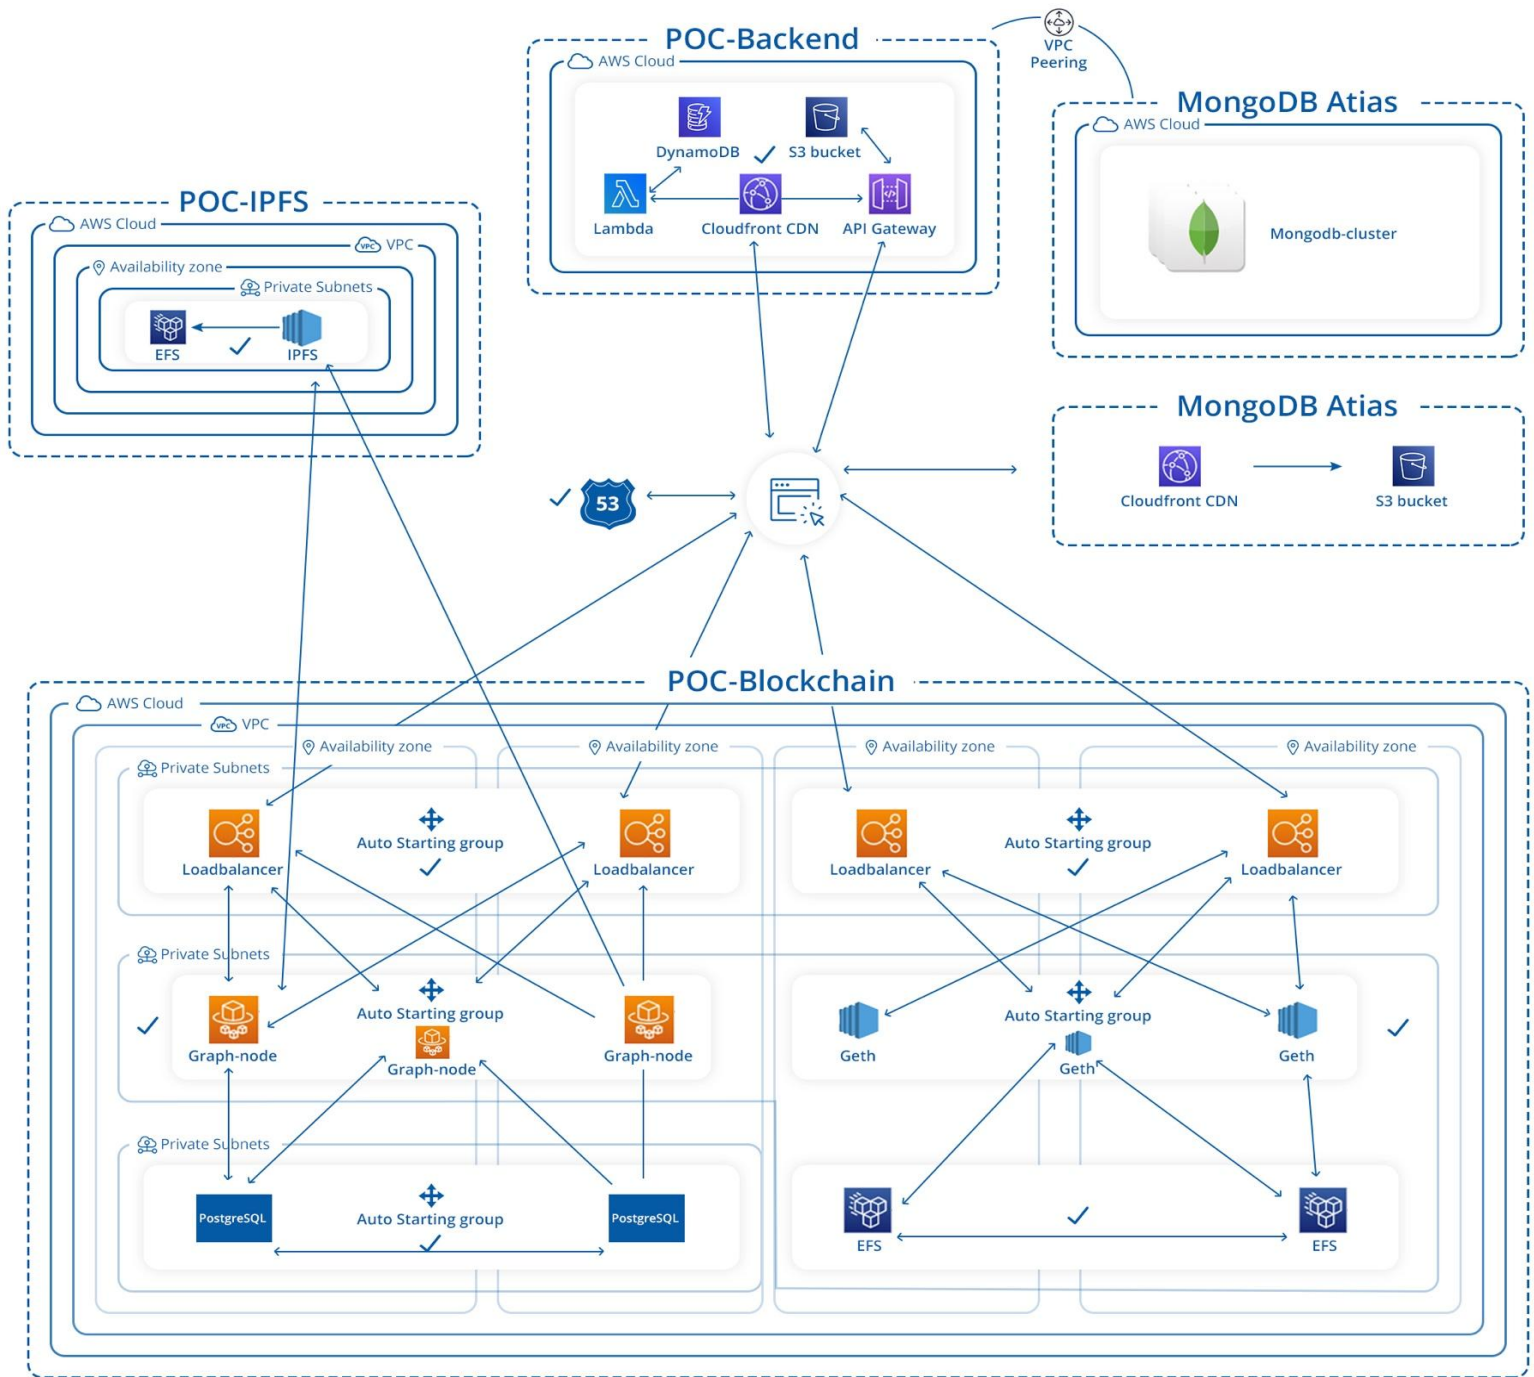 POC-Backend
AWS Cloud
DynamoDB
S3 bucket
Lambda
Cloudfront CDN
API Gateway
VPC
Peering
MongoDB Atias
AWS Cloud
Mongodb-cluster
POC-IPFS
AWS Cloud
VPC
VPC
Availability zone
Private Subnets
EFS
IPFS
MongoDB Atias
Cloudfront CDN
S3 bucket
53
POC-Blockchain
AWS Cloud
VPC
VPC
Availability zone
Availability zone
Availability zone
Availability zone
Private Subnets
Loadbalancer
Auto Starting group
Loadbalancer
Loadbalancer
Auto Starting group
Loadbalancer
Private Subnets
Graph-node
Auto Starting group
Graph-node
Graph-node
Geth
Auto Starting group
Geth
Geth
Private Subnets
PostgreSQL
Auto Starting group
PostgreSQL
EFS
EFS